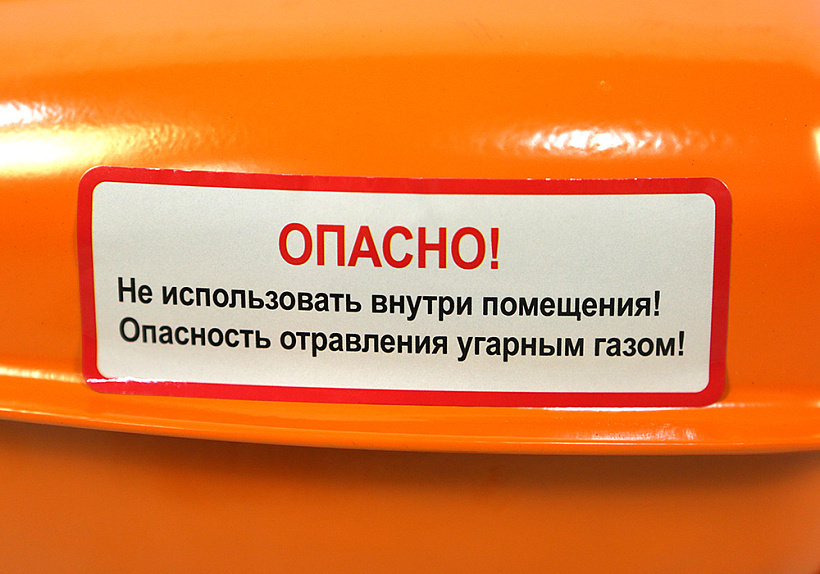 ОПАСНО!
Не использовать внутри помещения!
Опасность отравления угарным газом!